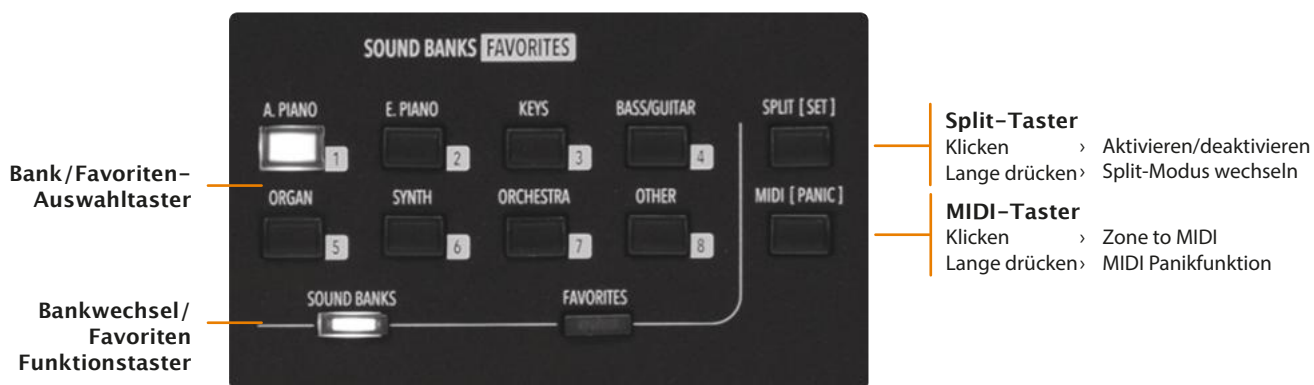 SOUND BANKS FAVORITES
A. PIANO E. PIANO KEYS BASS/GUITAR SPLIT [ SET ]
1 2 3 4
ORGAN SYNTH ORCHESTRA OTHER MIDI [ PANIC ]
5 6 7 8
SOUND BANKS FAVORITES
Bank/Favoriten-
Auswahltaster
Bankwechsel/
Favoriten
Funktionstaster
Split-Taster
Klicken › Aktivieren/deaktivieren
Lange drücken › Split-Modus wechseln
MIDI-Taster
Klicken › Zone to MIDI
Lange drücken › MIDI Panikfunktion